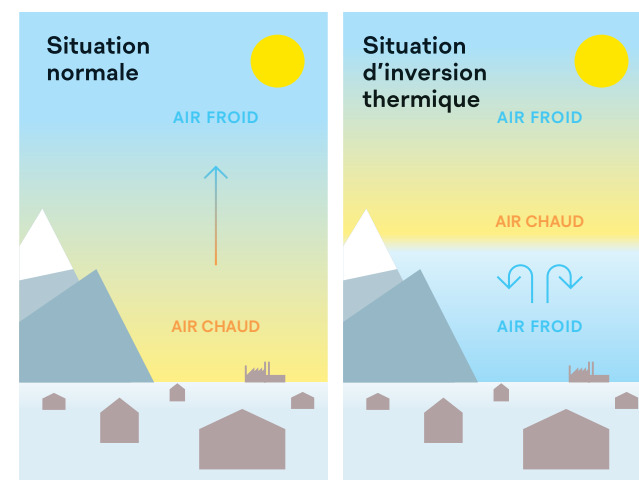 Situation
normale
AIR FROID
AIR CHAUD
Situation
d’inversion
thermique
AIR FROID
AIR CHAUD
AIR FROID